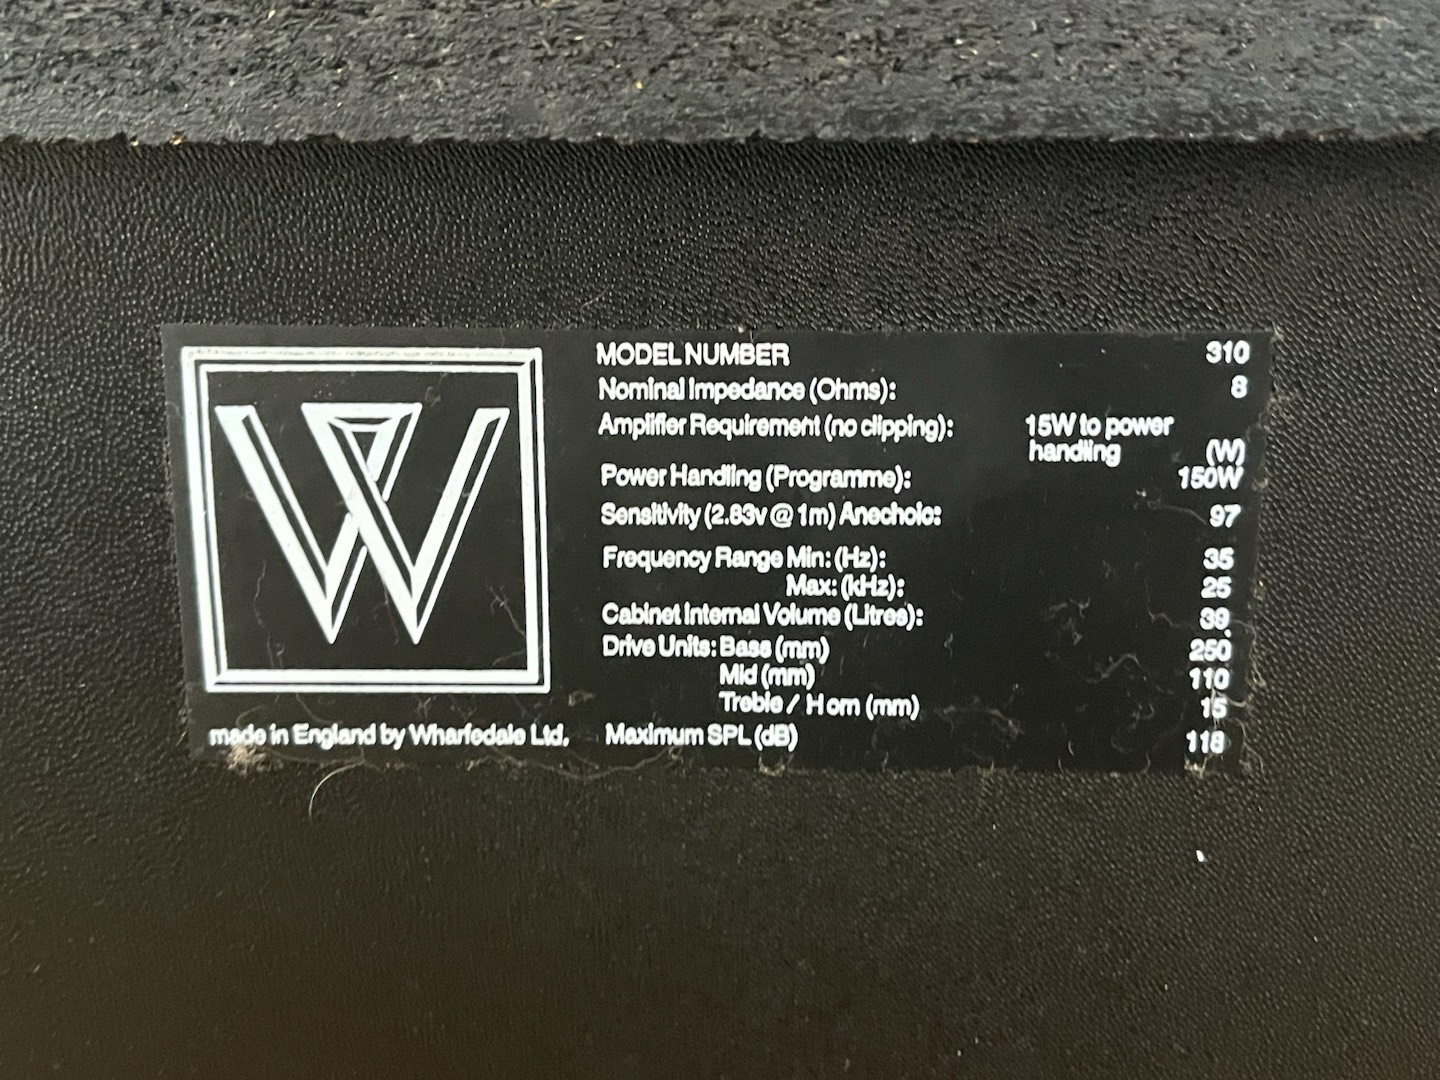 W
MODEL NUMBER 310
Nominal Impedance (Ohms): 8
Amplifier Requirement (no clipping): 15W to power
handling (W)
Power Handling (Programme): 150W
Sensitivity (2.83v @ 1m) Anechoic: 97
Frequency Range Min: (Hz): 35
Max: (kHz): 25
Cabinet Internal Volume (Litres): 39
Drive Units: Bass (mm) 250
Mid (mm) 110
Treble / Horn (mm) 15
made in England by Wharfedale Ltd. Maximum SPL (dB) 118